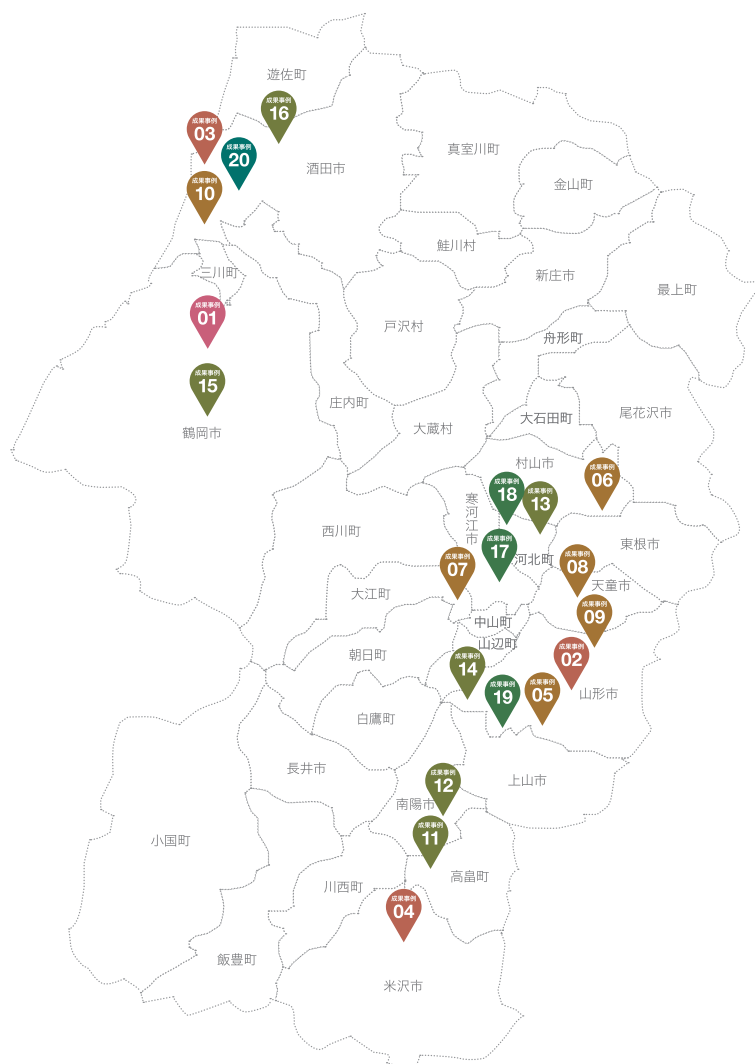 遊佐町
成果事例
16
成果事例
03
成果事例
20
酒田市
真室川町
金山町
成果事例
10
鮭川村
三川町
新庄市
最上町
成果事例
01
戸沢村
舟形町
成果事例
15
庄内町
大石田町
尾花沢市
鶴岡市
大蔵村
村山市
成果事例
06
成果事例
18
成果事例
13
寒河江市
西川町
東根市
成果事例
17
河北町
成果事例
07
成果事例
08
天童市
大江町
成果事例
09
中山町
山辺町
朝日町
成果事例
02
成果事例
14
山形市
成果事例
19
成果事例
05
白鷹町
長井市
上山市
成果事例
12
南陽市
小国町
成果事例
11
高畠町
川西町
成果事例
04
飯豊町
米沢市